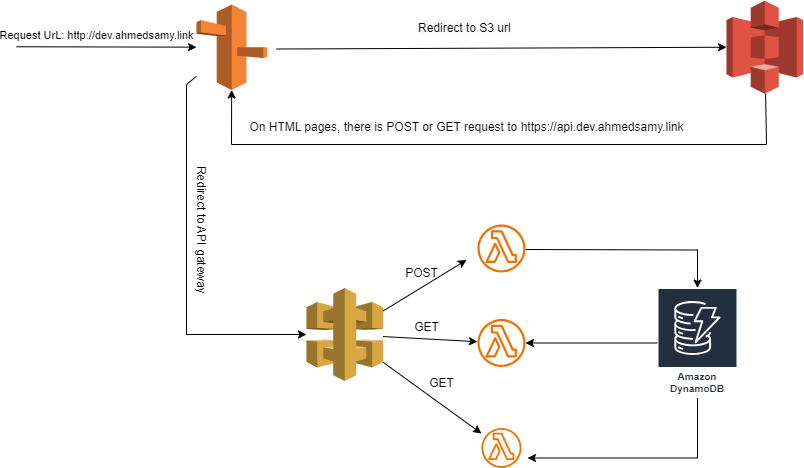 Request UrL: http://dev.ahmedsamy.link
Redirect to S3 url
On HTML pages, there is POST or GET request to https://api.dev.ahmedsamy.link
Redirect to API gateway
POST
GET
GET
Amazon
DynamoDB